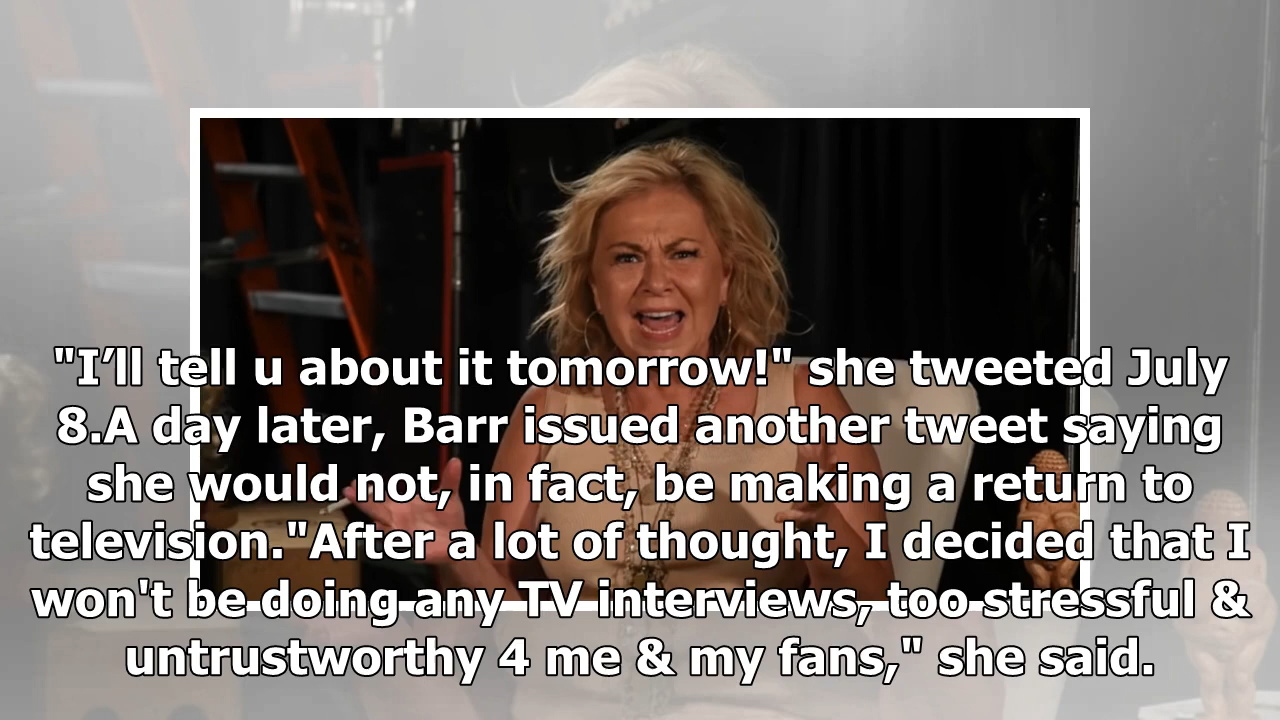 "I’ll tell u about it tomorrow!" she tweeted July
8.A day later, Barr issued another tweet saying
she would not, in fact, be making a return to
television."After a lot of thought, I decided that I
won't be doing any TV interviews, too stressful &
untrustworthy 4 me & my fans," she said.